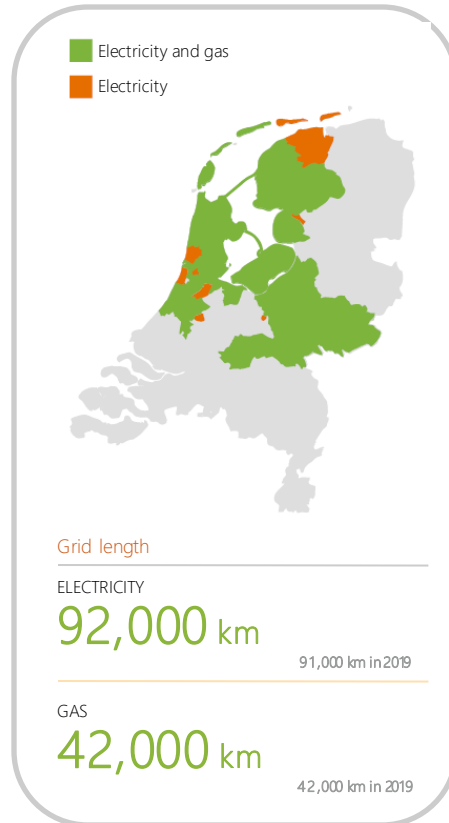 Electricity and gas
Electricity
Grid length
ELECTRICITY
92,000 km
91,000 km in 2019
GAS
42,000 km
42,000 km in 2019